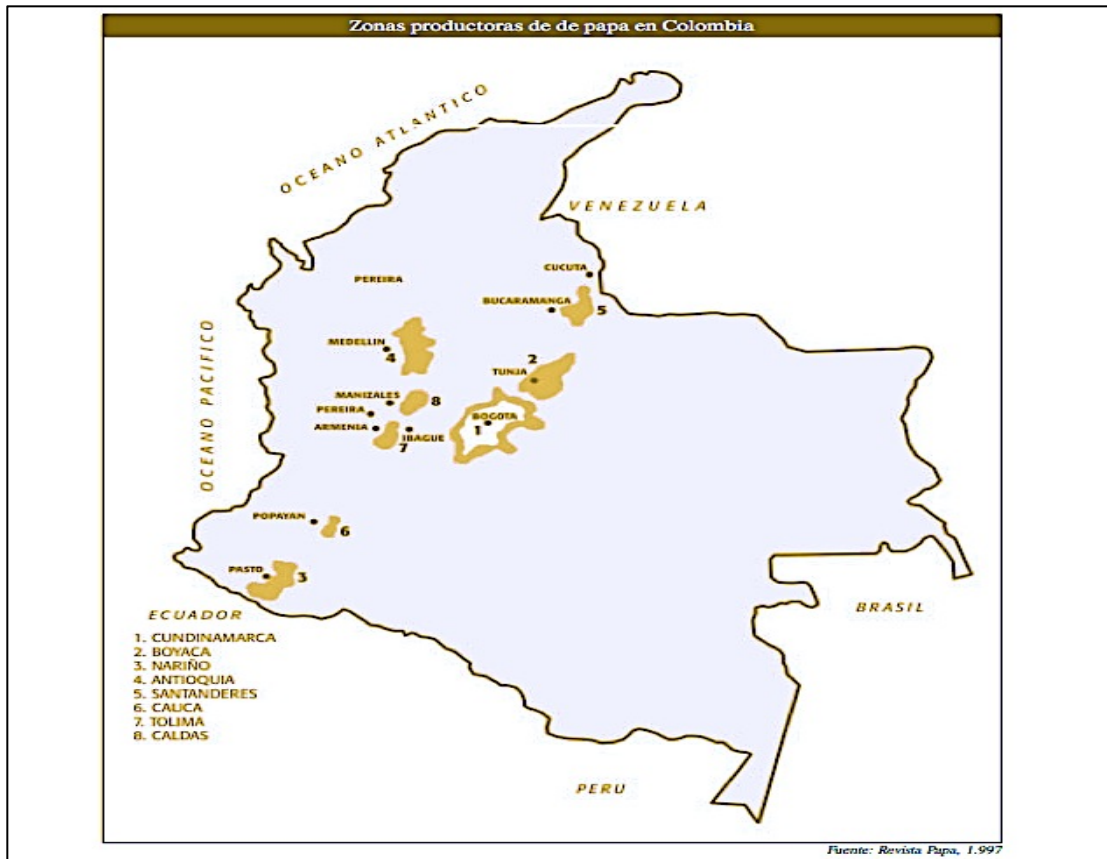 Zonas productoras de de papa en Colombia
OCEANO ATLANTICO
VENEZUELA
CUCUTA
PEREIRA
BUCARAMANGA
5
OCEANO PACIFICO
MEDELLIN
4
2
TUNJA
MANIZALES
8
PEREIRA
BOGOTA
1
ARMENIA
IBAGUE
7
POPAYAN
6
PASTO
3
ECUADOR
BRASIL
1. CUNDINAMARCA
2. BOYACA
3. NARIÑO
4. ANTIOQUIA
5. SANTANDERES
6. CAUCA
7. TOLIMA
8. CALDAS
PERU
Fuente: Revista Papa, 1.997